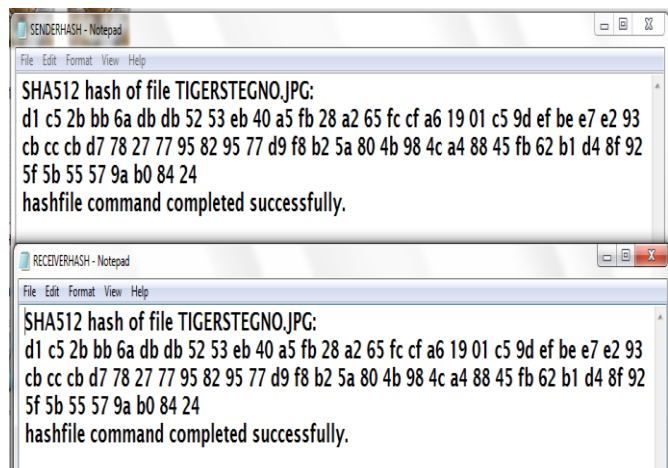 SENDERHASH - Notepad
File Edit Format View Help
SHA512 hash of file TIGERSTEGNO.JPG:
d1 c5 2b bb 6a db db 52 53 eb 40 a5 fb 28 a2 65 fc cf a6 19 01 c5 9d ef be e7 e2 93
cb cc cb d7 78 27 77 95 82 95 77 d9 f8 b2 5a 80 4b 98 4c a4 88 45 fb 62 b1 d4 8f 92
5f 5b 55 57 9a b0 84 24
hashfile command completed successfully.
RECEIVERHASH - Notepad
File Edit Format View Help
SHA512 hash of file TIGERSTEGNO.JPG:
d1 c5 2b bb 6a db db 52 53 eb 40 a5 fb 28 a2 65 fc cf a6 19 01 c5 9d ef be e7 e2 93
cb cc cb d7 78 27 77 95 82 95 77 d9 f8 b2 5a 80 4b 98 4c a4 88 45 fb 62 b1 d4 8f 92
5f 5b 55 57 9a b0 84 24
hashfile command completed successfully.